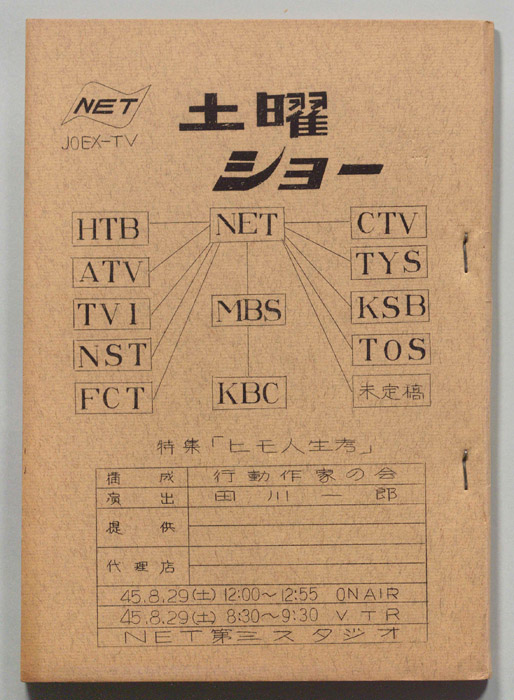 NET
JOEX-TV
土曜
ショー
HTB
NET
CTV
ATV
TYS
TVI
MBS
KSB
NST
TOS
FCT
KBC
未定稿
特集「ヒモ人生考」
構成 行動作家の会
演出 田川一郎
提供
代理店
45.8.29(土) 12:00〜12:55 ONAIR
45.8.29(土) 8:30〜9:30 VTR
NET第三スタジオ